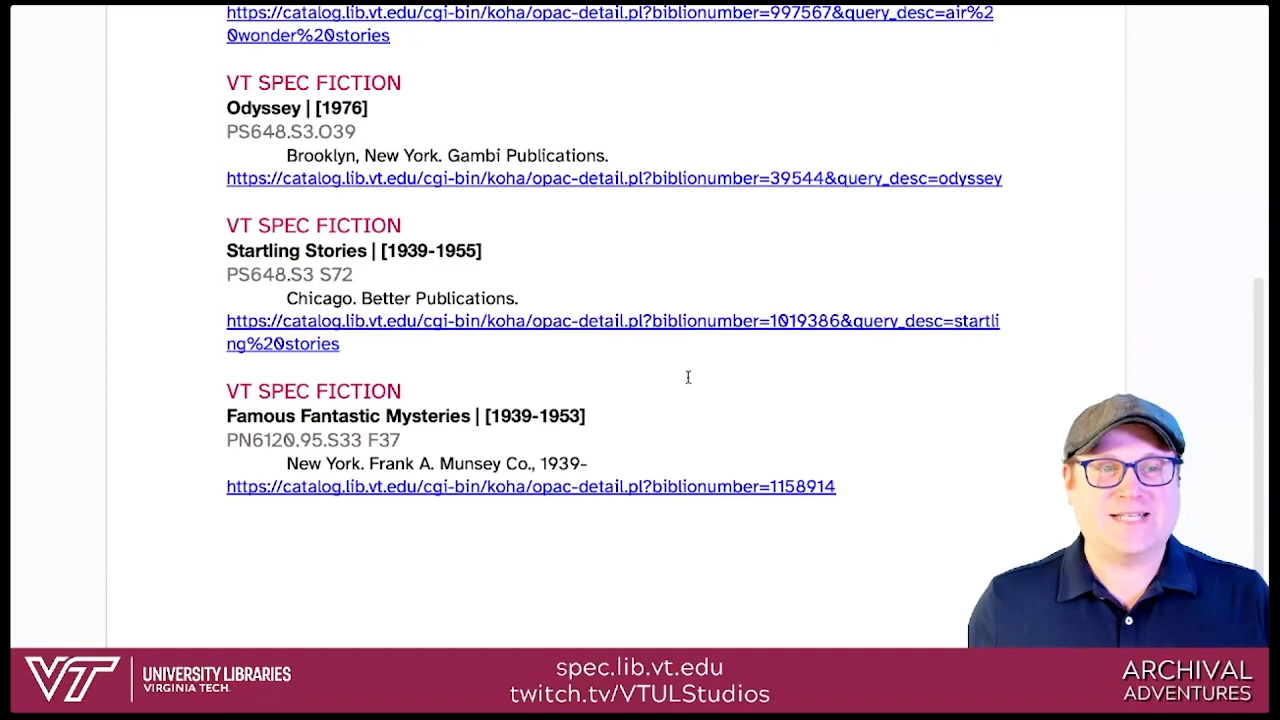 https://catalog.lib.vt.edu/cgi-bin/koha/opac-detail.pl?biblionumber=997567&query_desc=air%2
0wonder%20stories
VT SPEC FICTION
Odyssey | [1976]
PS648.S3.O39
Brooklyn, New York. Gambi Publications.
https://catalog.lib.vt.edu/cgi-bin/koha/opac-detail.pl?biblionumber=39544&query_desc=odyssey
VT SPEC FICTION
Startling Stories | [1939-1955]
PS648.S3 S72
Chicago. Better Publications.
https://catalog.lib.vt.edu/cgi-bin/koha/opac-detail.pl?biblionumber=1019386&query_desc=startli
ng%20stories
VT SPEC FICTION
Famous Fantastic Mysteries | [1939-1953]
PN6120.95.S33 F37
New York. Frank A. Munsey Co., 1939-
https://catalog.lib.vt.edu/cgi-bin/koha/opac-detail.pl?biblionumber=1158914
VT
UNIVERSITY LIBRARIES
VIRGINIA TECH.
spec.lib.vt.edu
twitch.tv/VTULStudios
ARCHIVAL
ADVENTURES